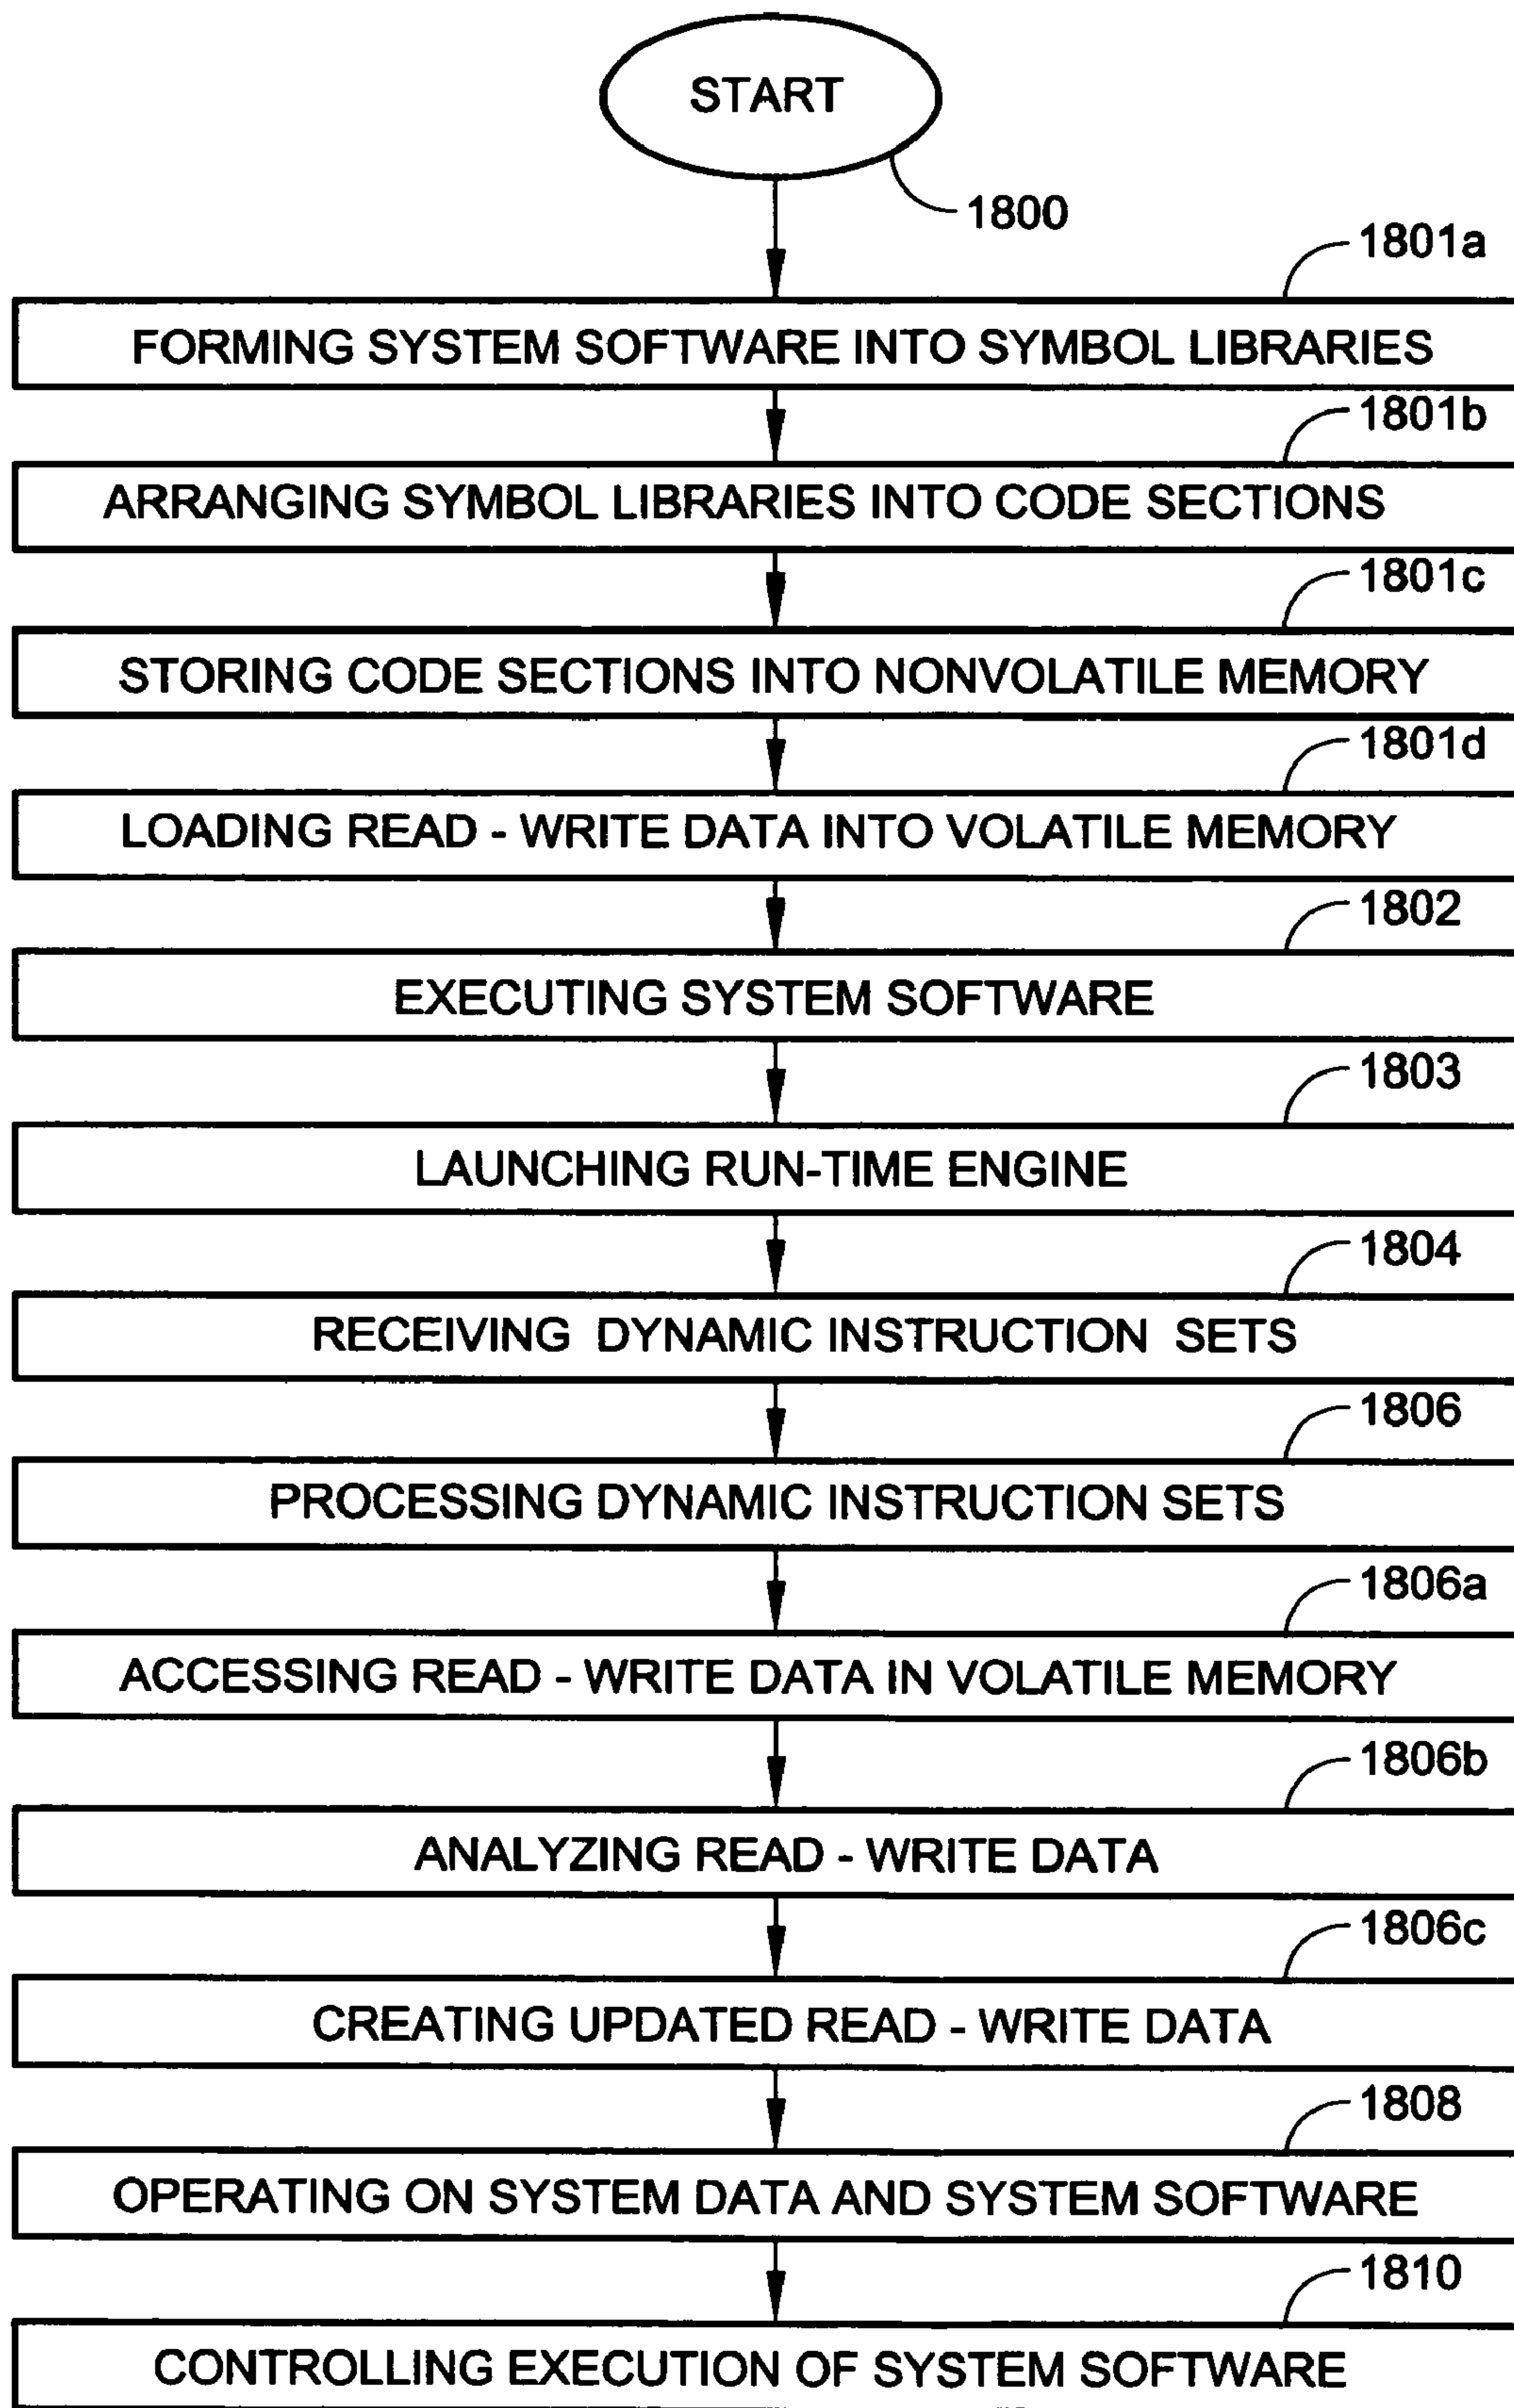 START
1800
1801a
FORMING SYSTEM SOFTWARE INTO SYMBOL LIBRARIES
1801b
ARRANGING SYMBOL LIBRARIES INTO CODE SECTIONS
1801c
STORING CODE SECTIONS INTO NONVOLATILE MEMORY
1801d
LOADING READ - WRITE DATA INTO VOLATILE MEMORY
1802
EXECUTING SYSTEM SOFTWARE
1803
LAUNCHING RUN-TIME ENGINE
1804
RECEIVING DYNAMIC INSTRUCTION SETS
1806
PROCESSING DYNAMIC INSTRUCTION SETS
1806a
ACCESSING READ - WRITE DATA IN VOLATILE MEMORY
1806b
ANALYZING READ - WRITE DATA
1806c
CREATING UPDATED READ - WRITE DATA
1808
OPERATING ON SYSTEM DATA AND SYSTEM SOFTWARE
1810
CONTROLLING EXECUTION OF SYSTEM SOFTWARE